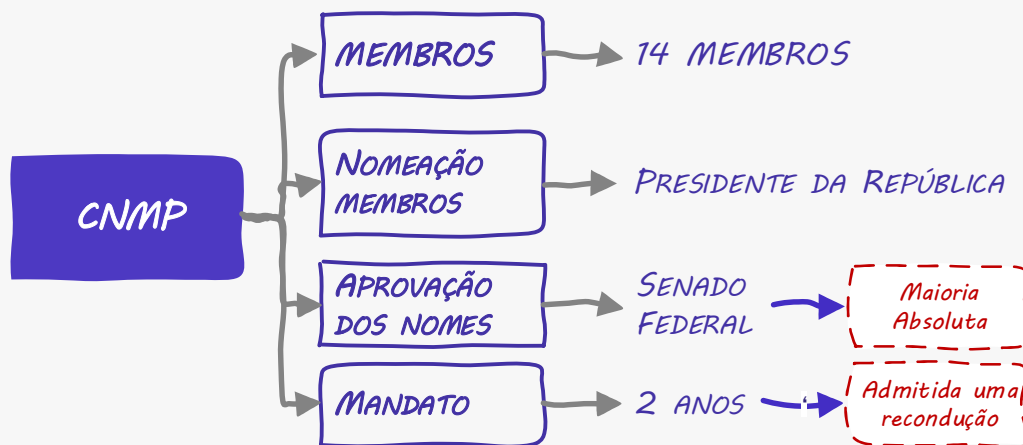 CNMP
MEMBROS
14 MEMBROS
NOMEAÇÃO
MEMBROS
PRESIDENTE DA REPÚBLICA
APROVAÇÃO
DOS NOMES
SENADO
FEDERAL
Maioria
Absoluta
MANDATO
2 ANOS
Admitida uma
recondução